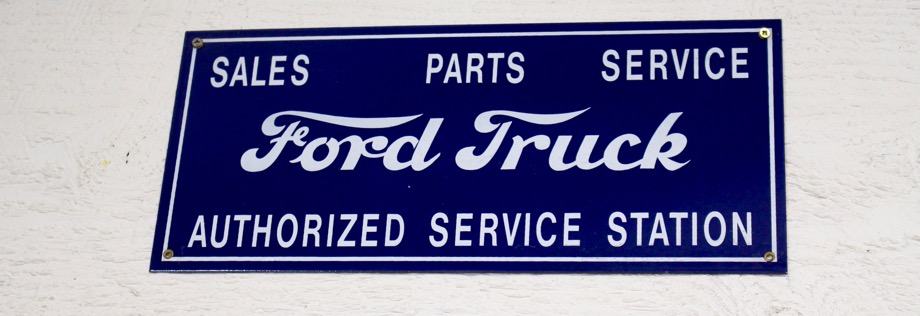 SALES PARTS SERVICE
Ford Truck
AUTHORIZED SERVICE STATION